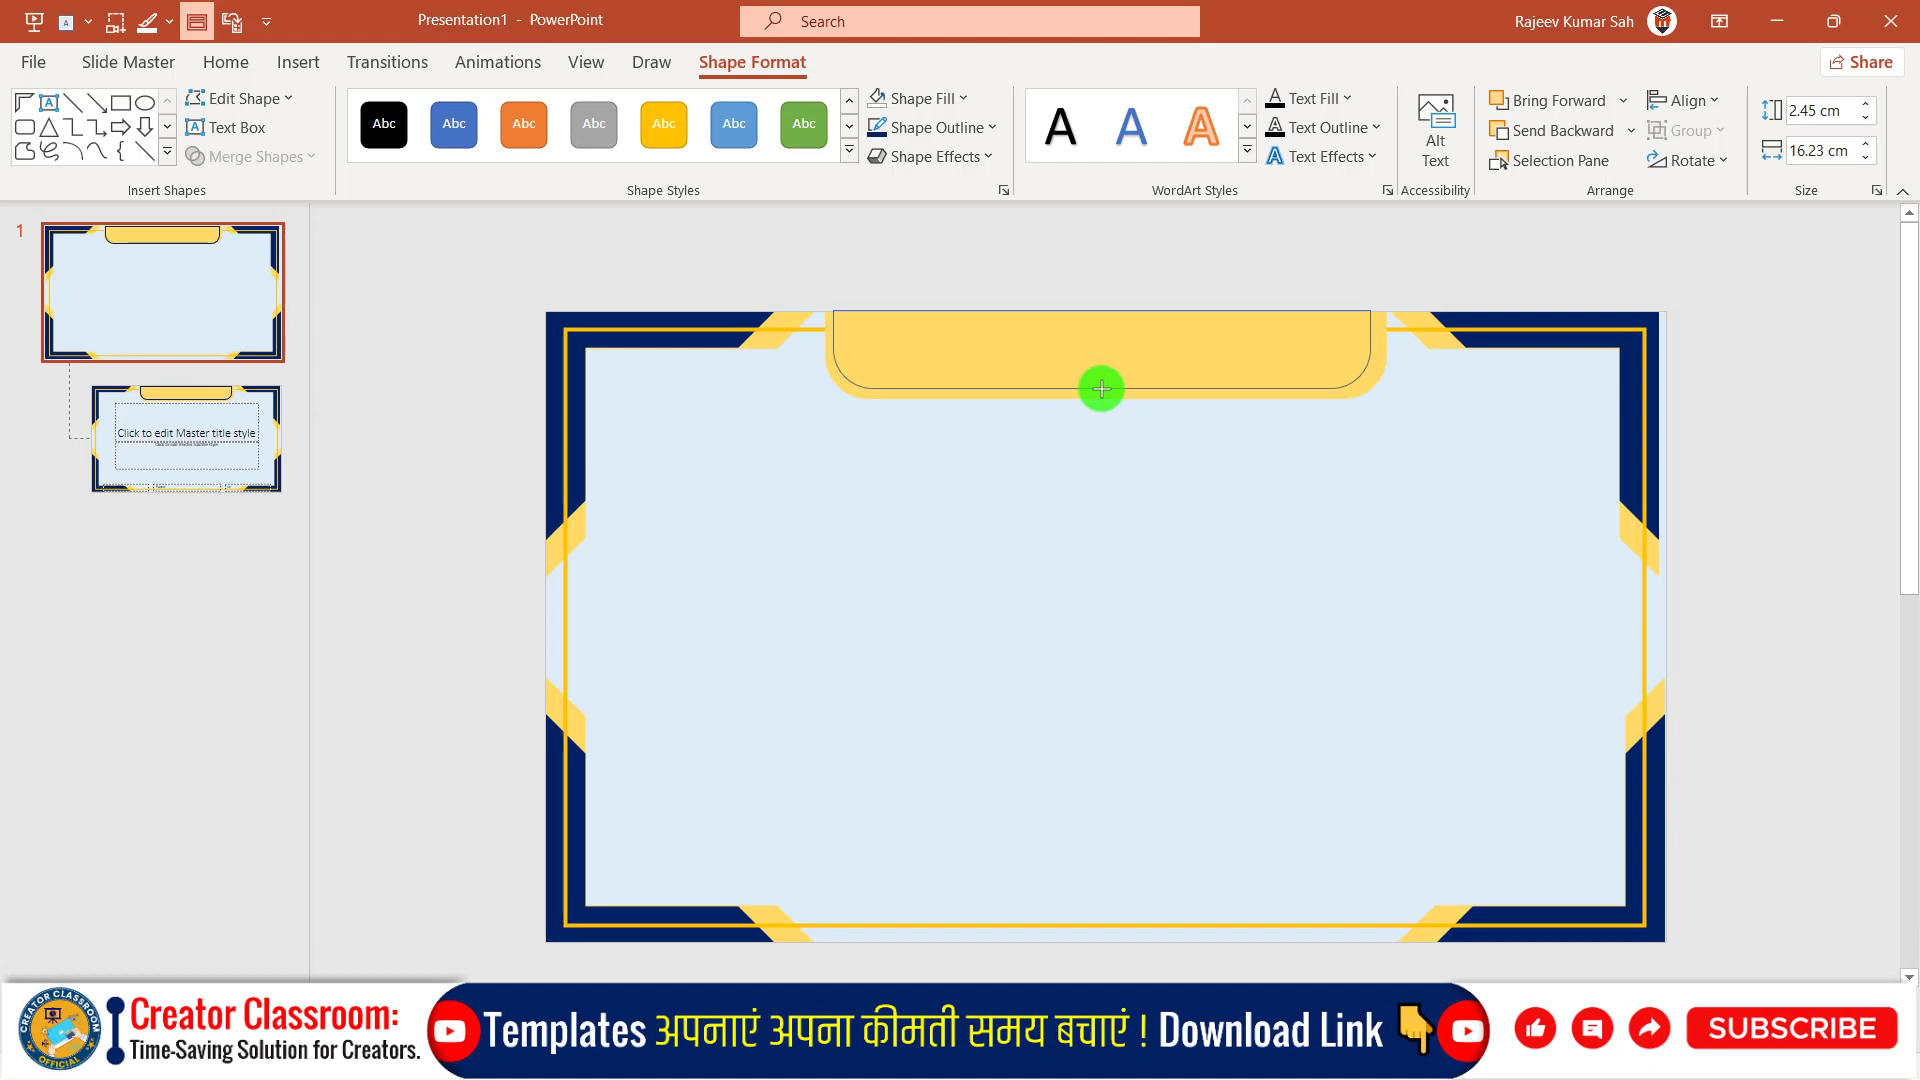 Presentation1 - PowerPoint
Search
Rajeev Kumar Sah
File
Slide Master
Home
Insert
Transitions
Animations
View
Draw
Shape Format
Share
Edit Shape
Text Box
Merge Shapes
Insert Shapes
Abc
Abc
Abc
Abc
Abc
Abc
Abc
Shape Styles
Shape Fill
Shape Outline
Shape Effects
A
A
A
WordArt Styles
Text Fill
Text Outline
Text Effects
Alt
Text
Accessibility
Bring Forward
Send Backward
Selection Pane
Align
Group
Rotate
Arrange
2.45 cm
16.23 cm
Size
1
Click to edit Master title style
CREATOR CLASSROOM
OFFICIAL
Creator Classroom:
Time-Saving Solution for Creators.
Templates अपनाएं अपना कीमती समय बचाएं ! Download Link
SUBSCRIBE